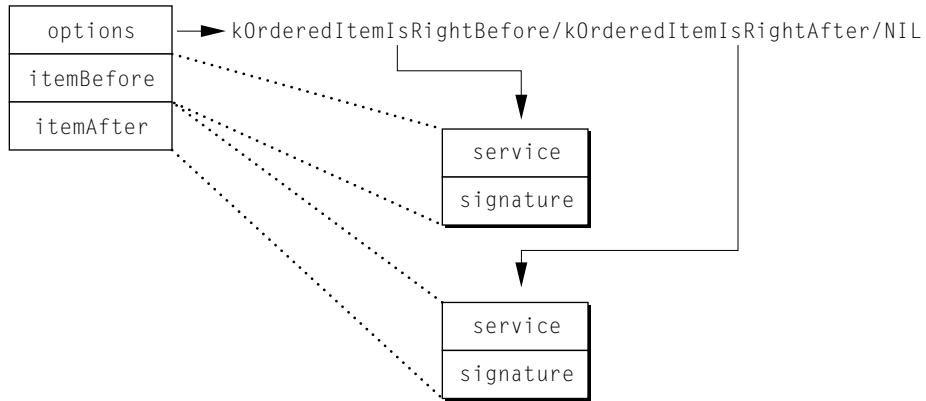 options
kOrderedItemIsRightBefore/kOrderedItemIsRightAfter/NIL
itemBefore
itemAfter
service
signature
service
signature